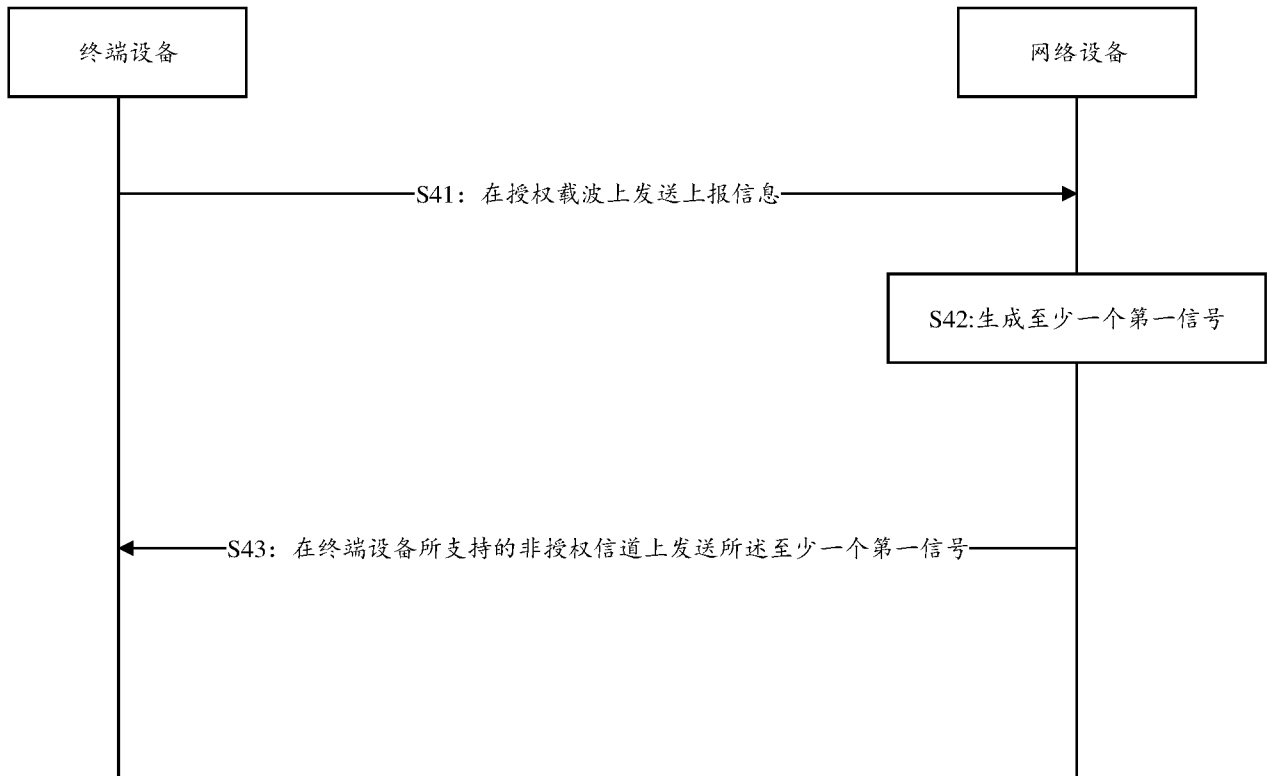 终端设备
网络设备
S41：在授权载波上发送上报信息
S42:生成至少一个第一信号
S43：在终端设备所支持的非授权信道上发送所述至少一个第一信号